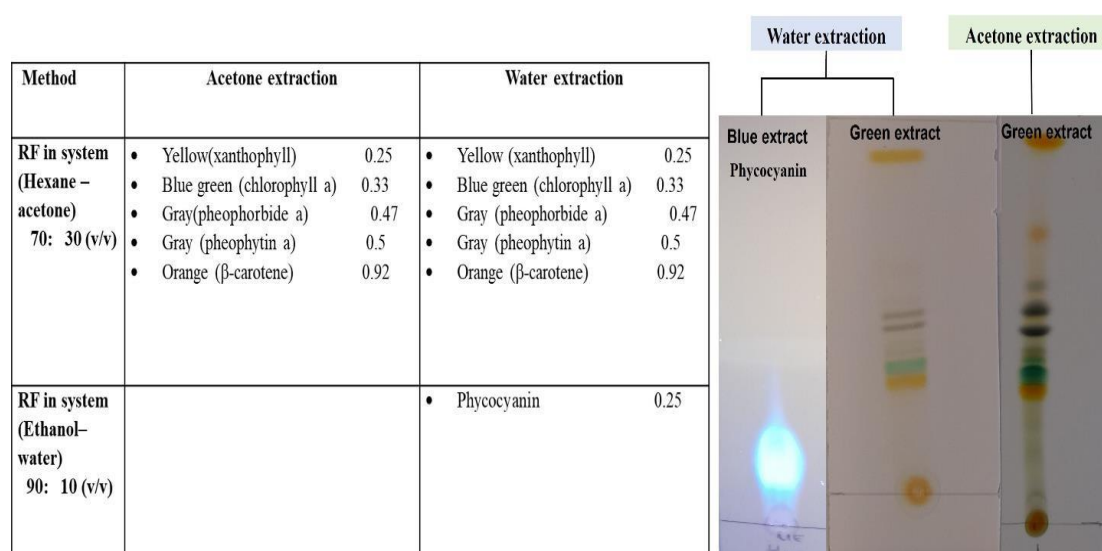 Water extraction
Acetone extraction
Method
Acetone extraction
Water extraction
RF in system
(Hexane –
acetone)
70: 30 (v/v)
• Yellow(xanthophyll) 0.25
• Blue green (chlorophyll a) 0.33
• Gray(pheophorbide a) 0.47
• Gray (pheophytin a) 0.5
• Orange (β-carotene) 0.92
• Yellow (xanthophyll) 0.25
• Blue green (chlorophyll a) 0.33
• Gray (pheophorbide a) 0.47
• Gray (pheophytin a) 0.5
• Orange (β-carotene) 0.92
RF in system
(Ethanol–
water)
90: 10 (v/v)
• Phycocyanin 0.25
Blue extract
Phycocyanin
Green extract
Green extract